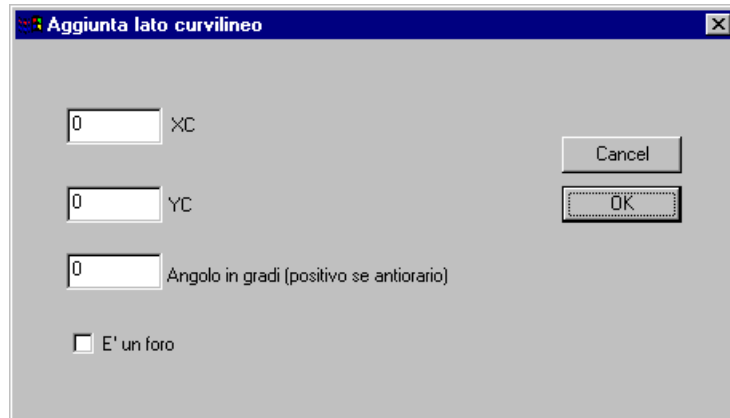 Aggiunta lato curvilineo
0 XC
Cancel
0 YC
OK
0 Angolo in gradi (positivo se antiorario)
E' un foro